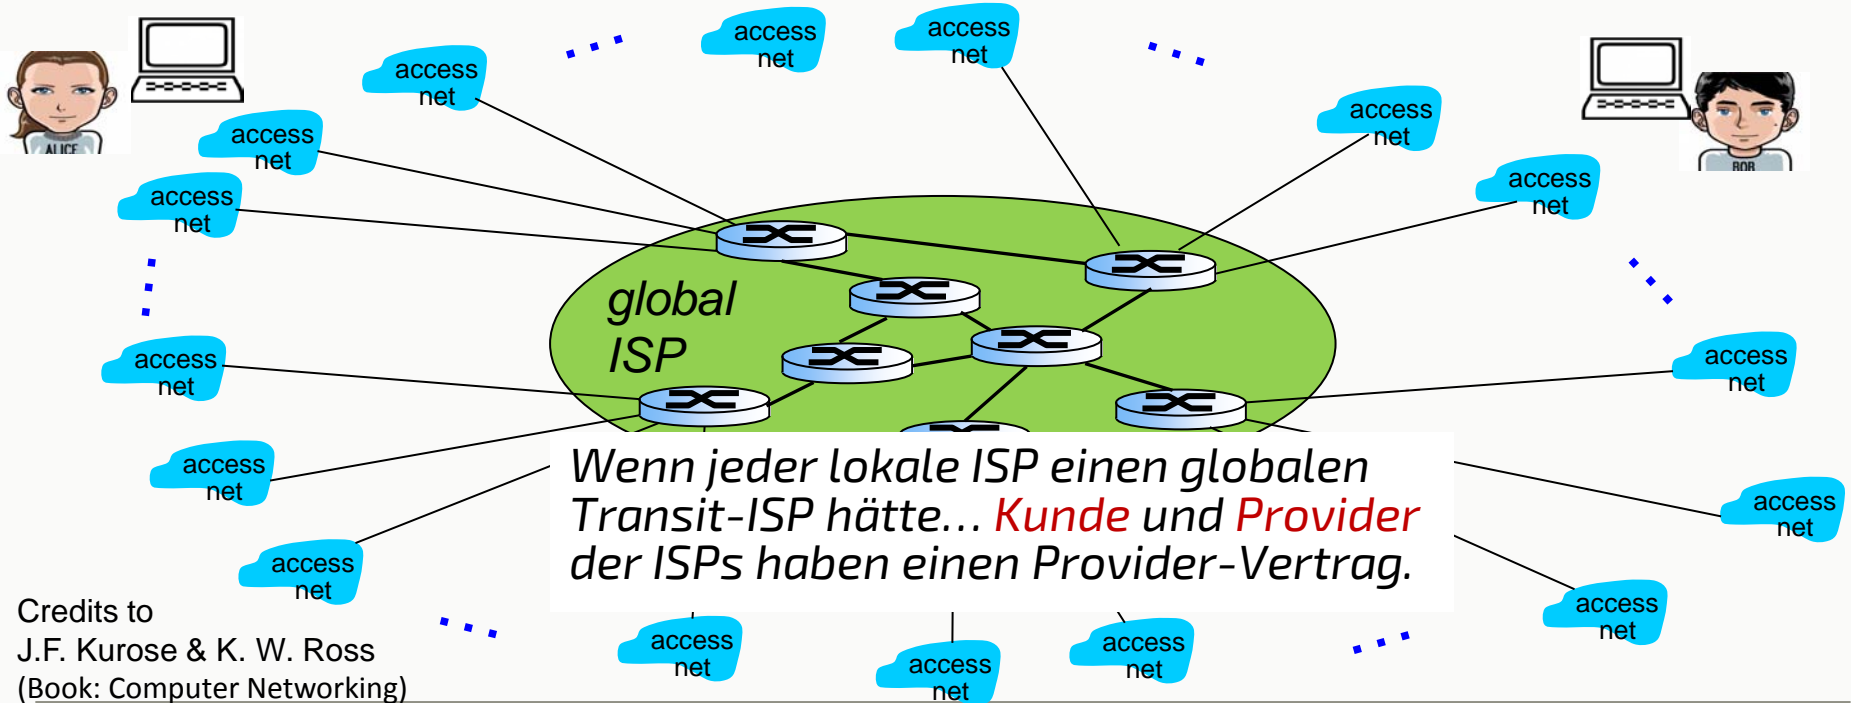 access
net
access
net
access
net
access
net
access
net
access
net
access
net
access
net
ALICE
BOB
global
ISP
access
net
access
net
access
net
access
net
Wenn jeder lokale ISP einen globalen
Transit-ISP hätte... Kunde und Provider
der ISPs haben einen Provider-Vertrag.
access
net
access
net
access
net
access
net
access
net
access
net
Credits to
J.F. Kurose & K. W. Ross
(Book: Computer Networking)